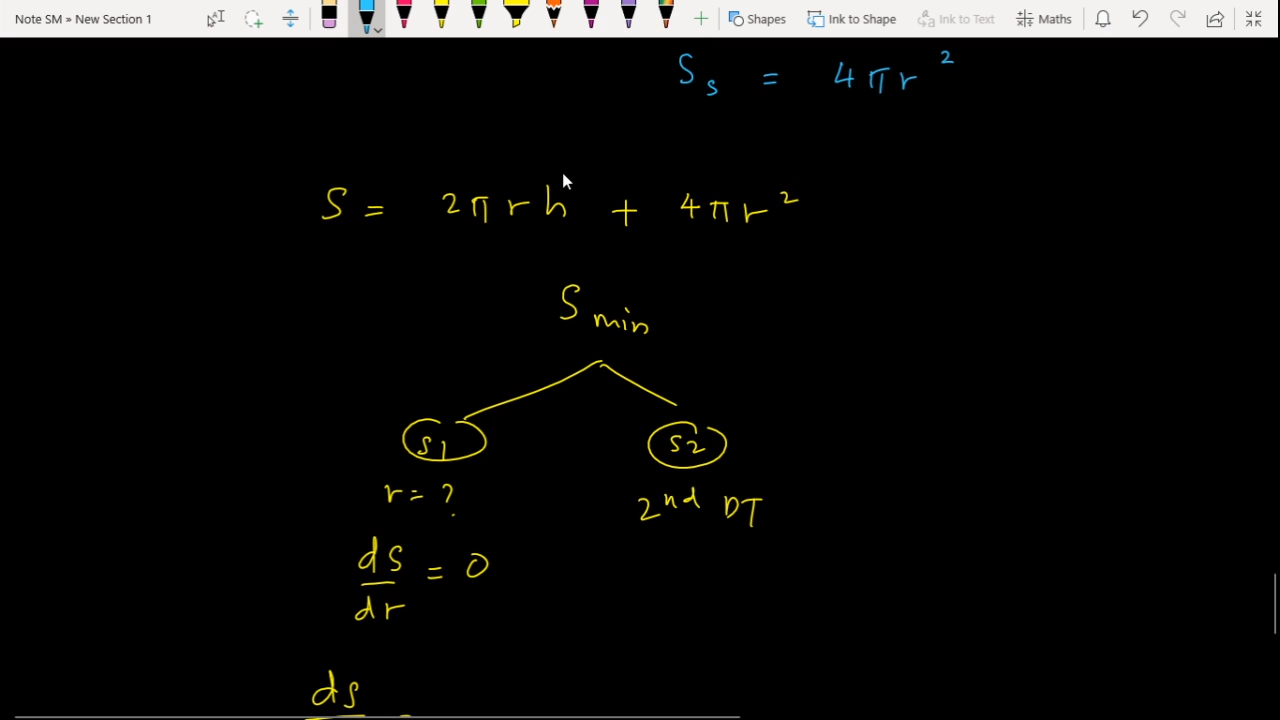 Note SM » New Section 1
Shapes
Ink to Shape
Ink to Text
Maths
S_s = 4πr²
S = 2πrh + 4πr²
S min
S1 S2
r = ? 2nd DT
dS/dr = 0
ds